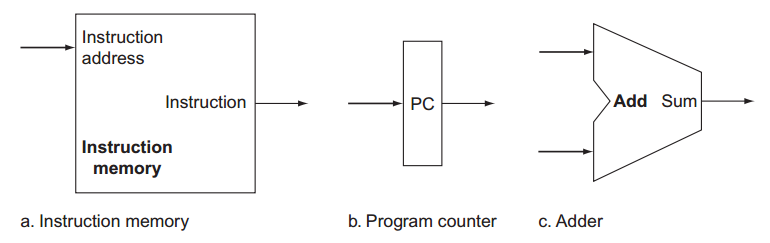 Instruction
address
Instruction
Instruction
memory
PC
Add Sum
a. Instruction memory
b. Program counter
c. Adder